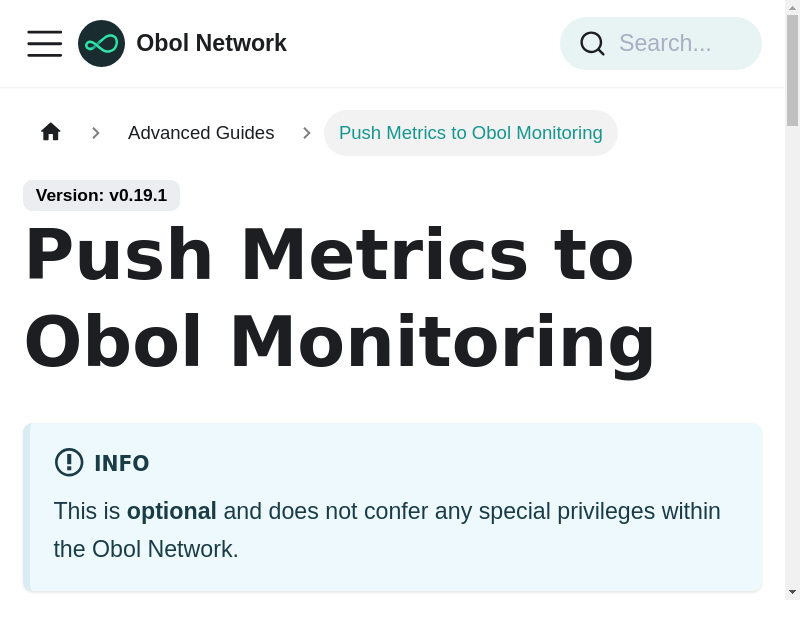 Obol Network
Search...
Advanced Guides
Push Metrics to Obol Monitoring
Version: v0.19.1
Push Metrics to
Obol Monitoring
INFO
This is optional and does not confer any special privileges within
the Obol Network.